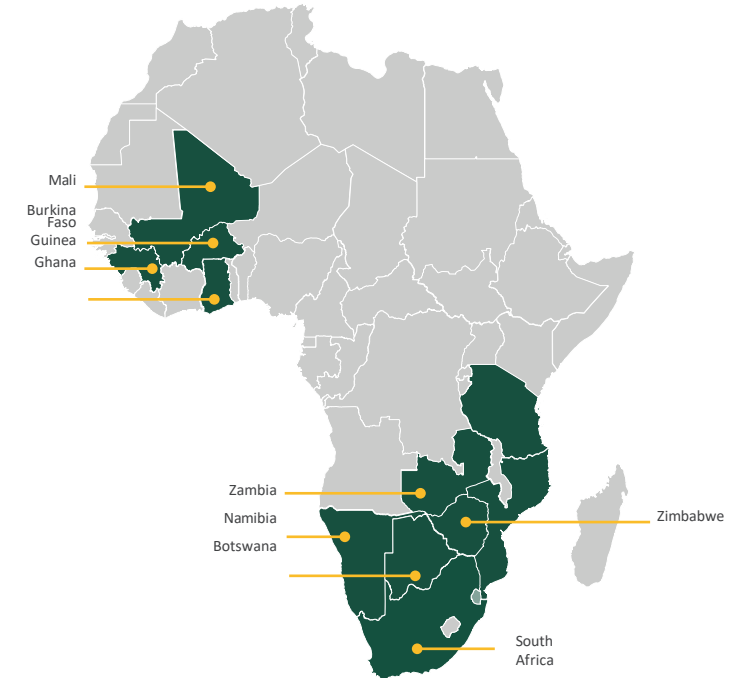 Mali
Burkina
Faso
Guinea
Ghana
Zambia
Zimbabwe
Namibia
Botswana
South
Africa